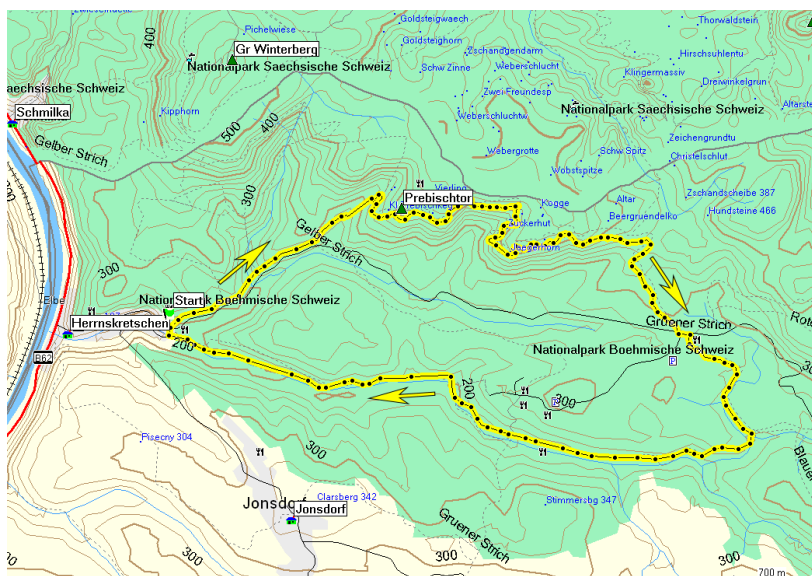 Pichelwiese
Goldsteigwaech
Thorwaldstein
400
Goldsteighorn
Zschandgendarm
Gr Winterberg
Hirschsuhlentu
Nationalpark Saechsische Schweiz
Schw Zinne
Weberschlucht
Klingermassiv
Dreiwinkelgrun
aechsische Schweiz
Zwei Freundesp
Schmilka
Kipphorn
500
400
Weberschluchtw
Nationalpark Saechsische Schweiz
Altarste
Gelber Strich
Zeichengrundtu
Webergrotte
Schw Spitz
Christelschlut
300
Wobstspitze
Vierling
Prebischtor
Kogge
Altar
Zschandscheibe 387
Beergruendelko
Hundsteine 466
Zuckerhut
Gelber Strich
Jaegerhorn
300
300
Start
Nationalpark Boehmische Schweiz
Elbe
Herrnskretschen
Gruener Strich
Rote
200
Nationalpark Boehmische Schweiz
B62
P
300
200
300
Pisecny 304
300
Blaue
Jonsdorf
Clarsberg 342
Jonsdorf
Stimmersbg 347
Gruener Strich
300
300
700 m